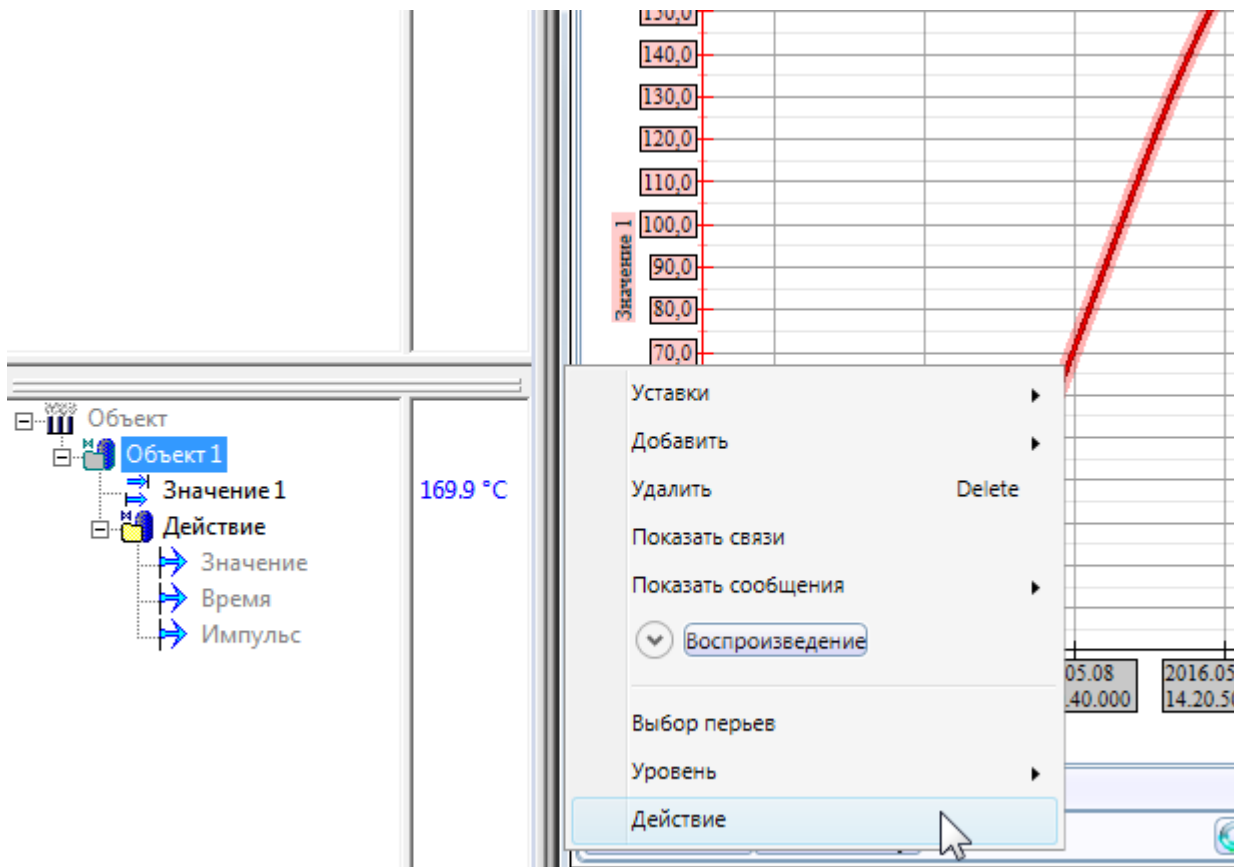 150,0
140,0
130,0
120,0
110,0
100,0
90,0
80,0
70,0
Значение 1
Объект
Объект 1
Значение 1
169.9 °C
Действие
Значение
Время
Импульс
Уставки
Добавить
Удалить Delete
Показать связи
Показать сообщения
Воспроизведение
Выбор перьев
Уровень
Действие
05.08
.40.000
2016.05
14.20.50